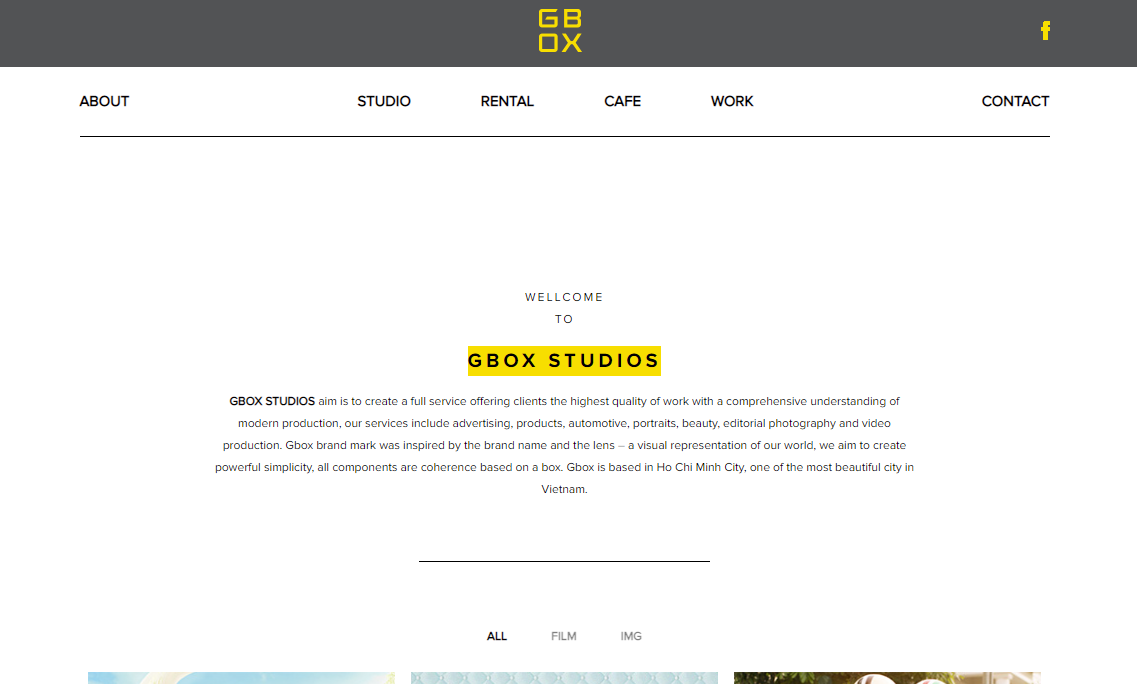 GB
OX
f
ABOUT STUDIO RENTAL CAFE WORK CONTACT
WELLCOME
TO
GBOX STUDIOS
GBOX STUDIOS aim is to create a full service offering clients the highest quality of work with a comprehensive understanding of
modern production, our services include advertising, products, automotive, portraits, beauty, editorial photography and video
production. Gbox brand mark was inspired by the brand name and the lens – a visual representation of our world, we aim to create
powerful simplicity, all components are coherence based on a box. Gbox is based in Ho Chi Minh City, one of the most beautiful city in
Vietnam.
ALL FILM IMG